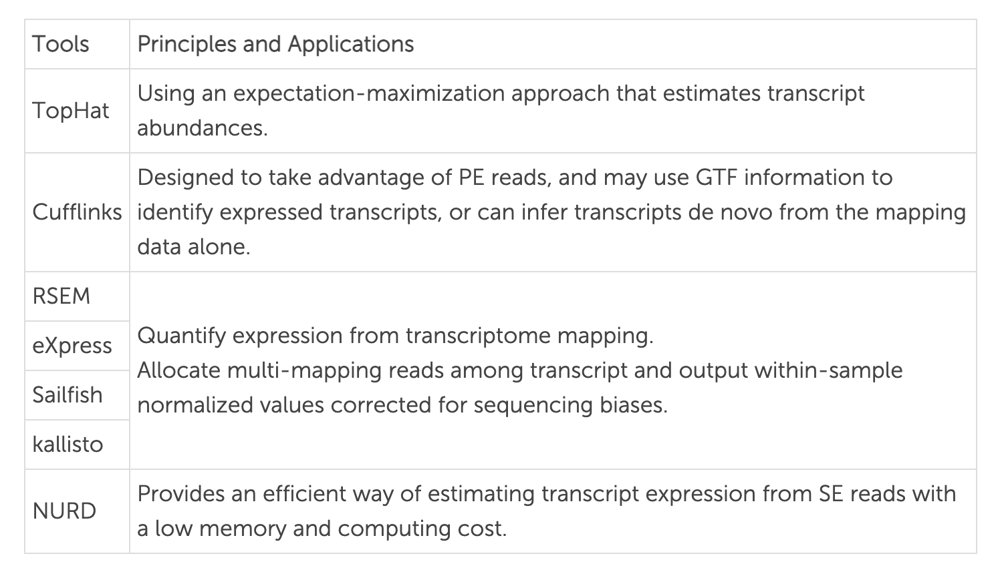 Tools
Principles and Applications
TopHat
Using an expectation-maximization approach that estimates transcript
abundances.
Cufflinks
Designed to take advantage of PE reads, and may use GTF information to
identify expressed transcripts, or can infer transcripts de novo from the mapping
data alone.
RSEM
eXpress
Sailfish
kallisto
Quantify expression from transcriptome mapping.
Allocate multi-mapping reads among transcript and output within-sample
normalized values corrected for sequencing biases.
NURD
Provides an efficient way of estimating transcript expression from SE reads with
a low memory and computing cost.